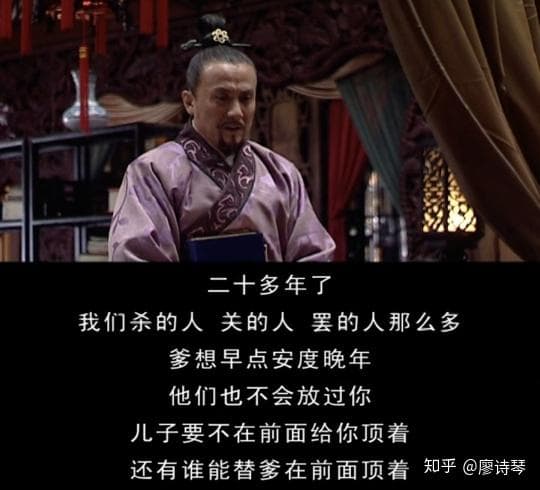 二十多年了
我们杀的人 关的人 罢的人那么多
爹想早点安度晚年
他们也不会放过你
儿子要不在前面给你顶着
还有谁能替爹在前面顶着
知乎 @廖诗琴